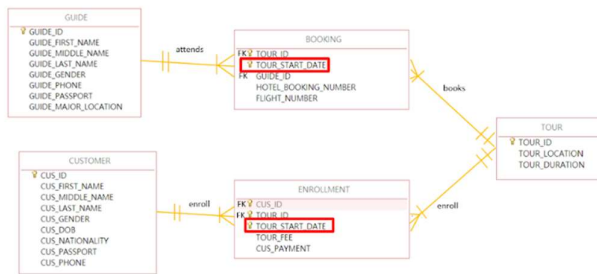 GUIDE
GUIDE_ID
GUIDE_FIRST_NAME
GUIDE_MIDDLE_NAME
GUIDE_LAST_NAME
GUIDE_GENDER
GUIDE_PHONE
GUIDE_PASSPORT
GUIDE_MAJOR_LOCATION
attends
BOOKING
FK TOUR_ID
TOUR_START_DATE
FK GUIDE_ID
HOTEL_BOOKING_NUMBER
FLIGHT_NUMBER
books
TOUR
TOUR_ID
TOUR_LOCATION
TOUR_DURATION
CUSTOMER
CUS_ID
CUS_FIRST_NAME
CUS_MIDDLE_NAME
CUS_LAST_NAME
CUS_GENDER
CUS_DOB
CUS_NATIONALITY
CUS_PASSPORT
CUS_PHONE
enroll
ENROLLMENT
FK CUS_ID
FK TOUR_ID
TOUR_START_DATE
TOUR_FEE
CUS_PAYMENT
enroll